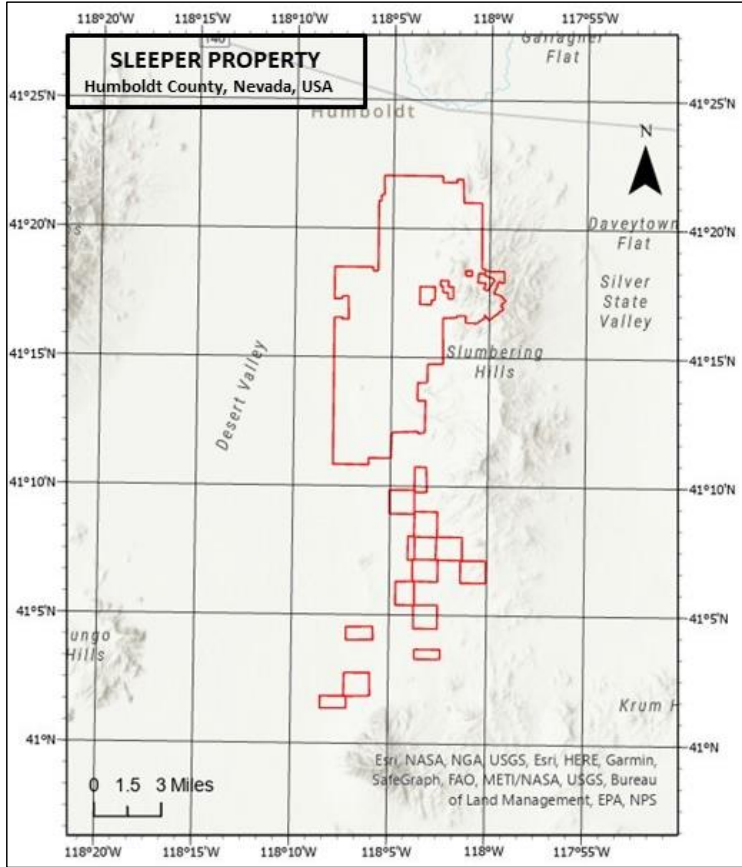 118°20'W
118°15'W
118°10'W
118°5'W
118°W
117°55'W
140
SLEEPER PROPERTY
Humboldt County, Nevada, USA
Gallagher
Flat
41°25'N
41°25'N
Humboldt
N
41°20'N
41°20'N
Daveytown
Flat
Silver
State
Valley
41°15'N
41°15'N
Slumbering
Hills
Desert Valley
41°10'N
41°10'N
41°5'N
41°5'N
Hills
Krum
41°N
41°N
Esri, NASA, NGA, USGS, Esri, HERE, Garmin,
SafeGraph, FAO, METI/NASA, USGS, Bureau
of Land Management, EPA, NPS
0 1.5 3 Miles
118°20'W
118°15'W
118°10'W
118°5'W
118°W
117°55'W